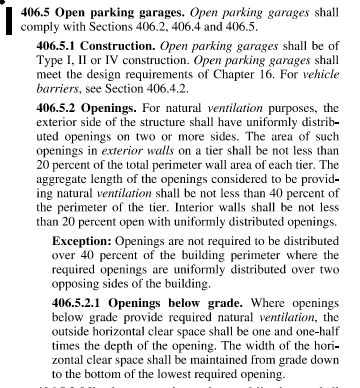 406.5 Open parking garages. Open parking garages shall
comply with Sections 406.2, 406.4 and 406.5.
406.5.1 Construction. Open parking garages shall be of
Type I, II or IV construction. Open parking garages shall
meet the design requirements of Chapter 16. For vehicle
barriers, see Section 406.4.2.
406.5.2 Openings. For natural ventilation purposes, the
exterior side of the structure shall have uniformly distrib-
uted openings on two or more sides. The area of such
openings in exterior walls on a tier shall be not less than
20 percent of the total perimeter wall area of each tier. The
aggregate length of the openings considered to be provid-
ing natural ventilation shall be not less than 40 percent of
the perimeter of the tier. Interior walls shall be not less
than 20 percent open with uniformly distributed openings.
Exception: Openings are not required to be distributed
over 40 percent of the building perimeter where the
required openings are uniformly distributed over two
opposing sides of the building.
406.5.2.1 Openings below grade. Where openings
below grade provide required natural ventilation, the
outside horizontal clear space shall be one and one-half
times the depth of the opening. The width of the hori-
zontal clear space shall be maintained from grade down
to the bottom of the lowest required opening.